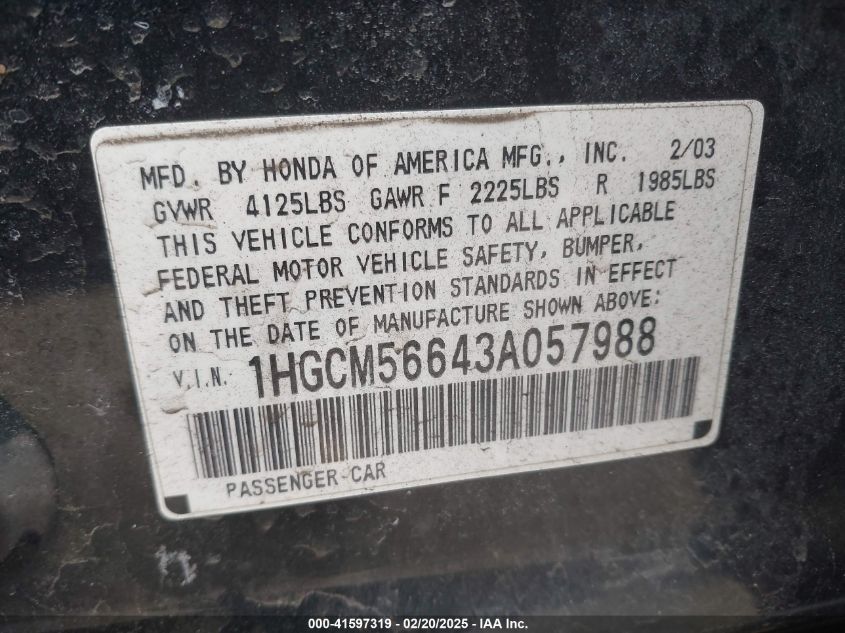 MFD. BY HONDA OF AMERICA MFG., INC. 2/03
GVWR 4125LBS GAWR F 2225LBS R 1985LBS
THIS VEHICLE CONFORMS TO ALL APPLICABLE
FEDERAL MOTOR VEHICLE SAFETY, BUMPER,
AND THEFT PREVENTION STANDARDS IN EFFECT
ON THE DATE OF MANUFACTURE SHOWN ABOVE:
V.I.N. 1HGCM56643A057988
PASSENGER CAR
000-41597319 / 02/20/2025 - IAA Inc.